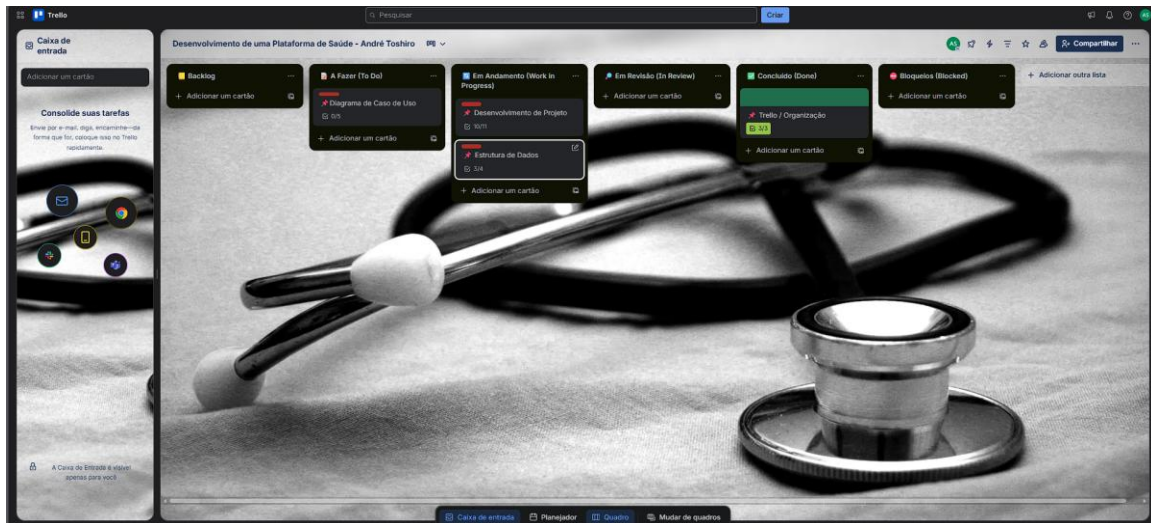 Trello
Pesquisar
Criar
AS
Caixa de
entrada
Adicionar um cartão
Consolide suas tarefas
Envie por e-mail, diga, encaminhe—da
forma que for, coloque isso no Trello
rapidamente.
A Caixa de Entrada é visível
apenas para você
Desenvolvimento de uma Plataforma de Saúde - André Toshiro
AS
Compartilhar
Backlog
+ Adicionar um cartão
A Fazer (To Do)
Diagrama de Caso de Uso
0/5
+ Adicionar um cartão
Em Andamento (Work in
Progress)
Desenvolvimento de Projeto
10/11
Estrutura de Dados
3/4
+ Adicionar um cartão
Em Revisão (In Review)
+ Adicionar um cartão
Concluído (Done)
Trello / Organização
3/3
+ Adicionar um cartão
Bloqueios (Blocked)
+ Adicionar um cartão
+ Adicionar outra lista
Caixa de entrada
Planejador
Quadro
Mudar de quadros